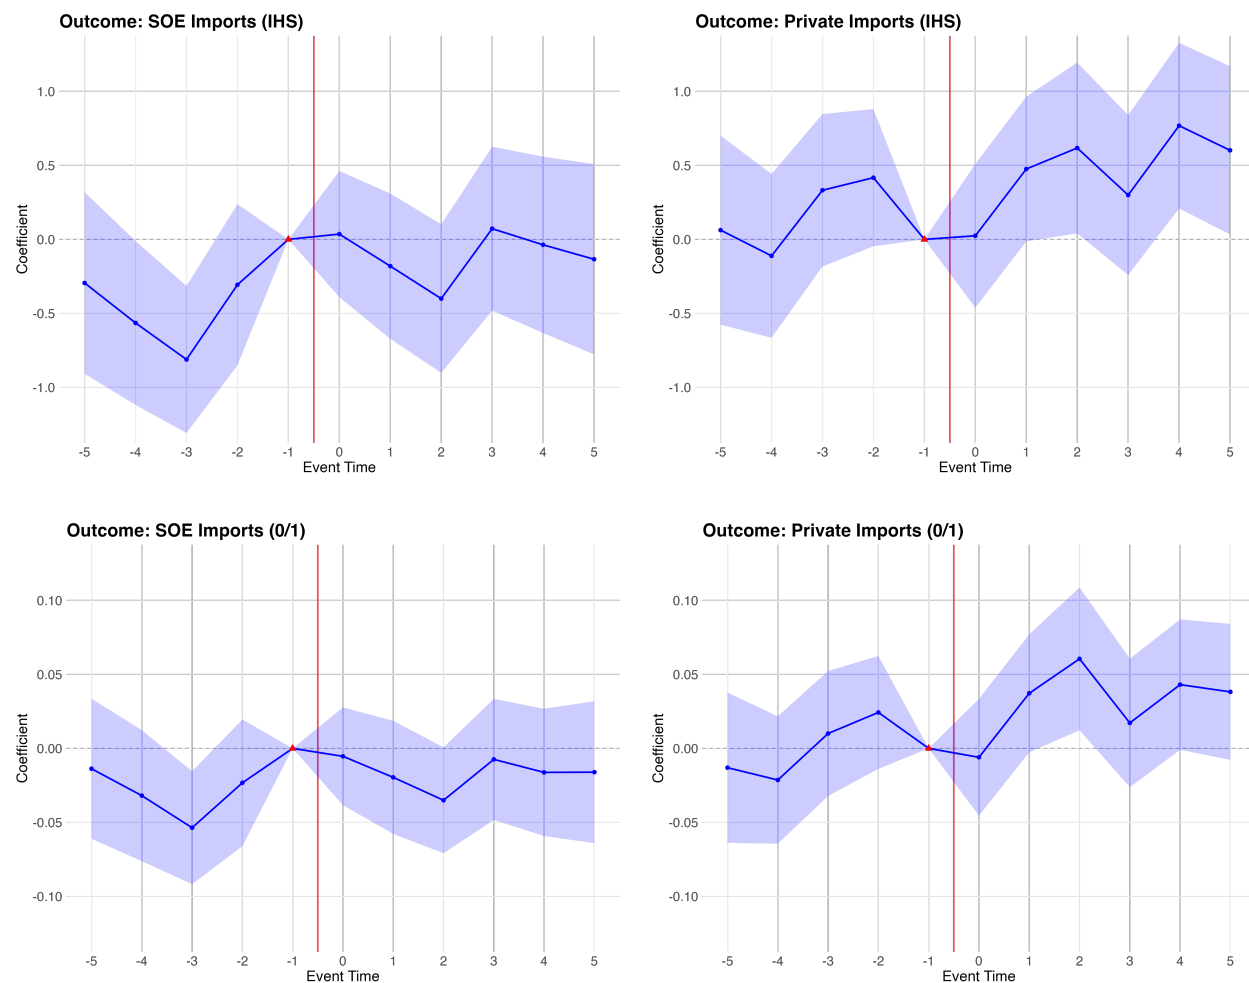 Outcome: SOE Imports (IHS)
Coefficient
1.0
0.5
0.0
-0.5
-1.0
-5 -4 -3 -2 -1 0 1 2 3 4 5
Event Time
Outcome: Private Imports (IHS)
Coefficient
1.0
0.5
0.0
-0.5
-1.0
-5 -4 -3 -2 -1 0 1 2 3 4 5
Event Time
Outcome: SOE Imports (0/1)
Coefficient
0.10
0.05
0.00
-0.05
-0.10
-5 -4 -3 -2 -1 0 1 2 3 4 5
Event Time
Outcome: Private Imports (0/1)
Coefficient
0.10
0.05
0.00
-0.05
-0.10
-5 -4 -3 -2 -1 0 1 2 3 4 5
Event Time